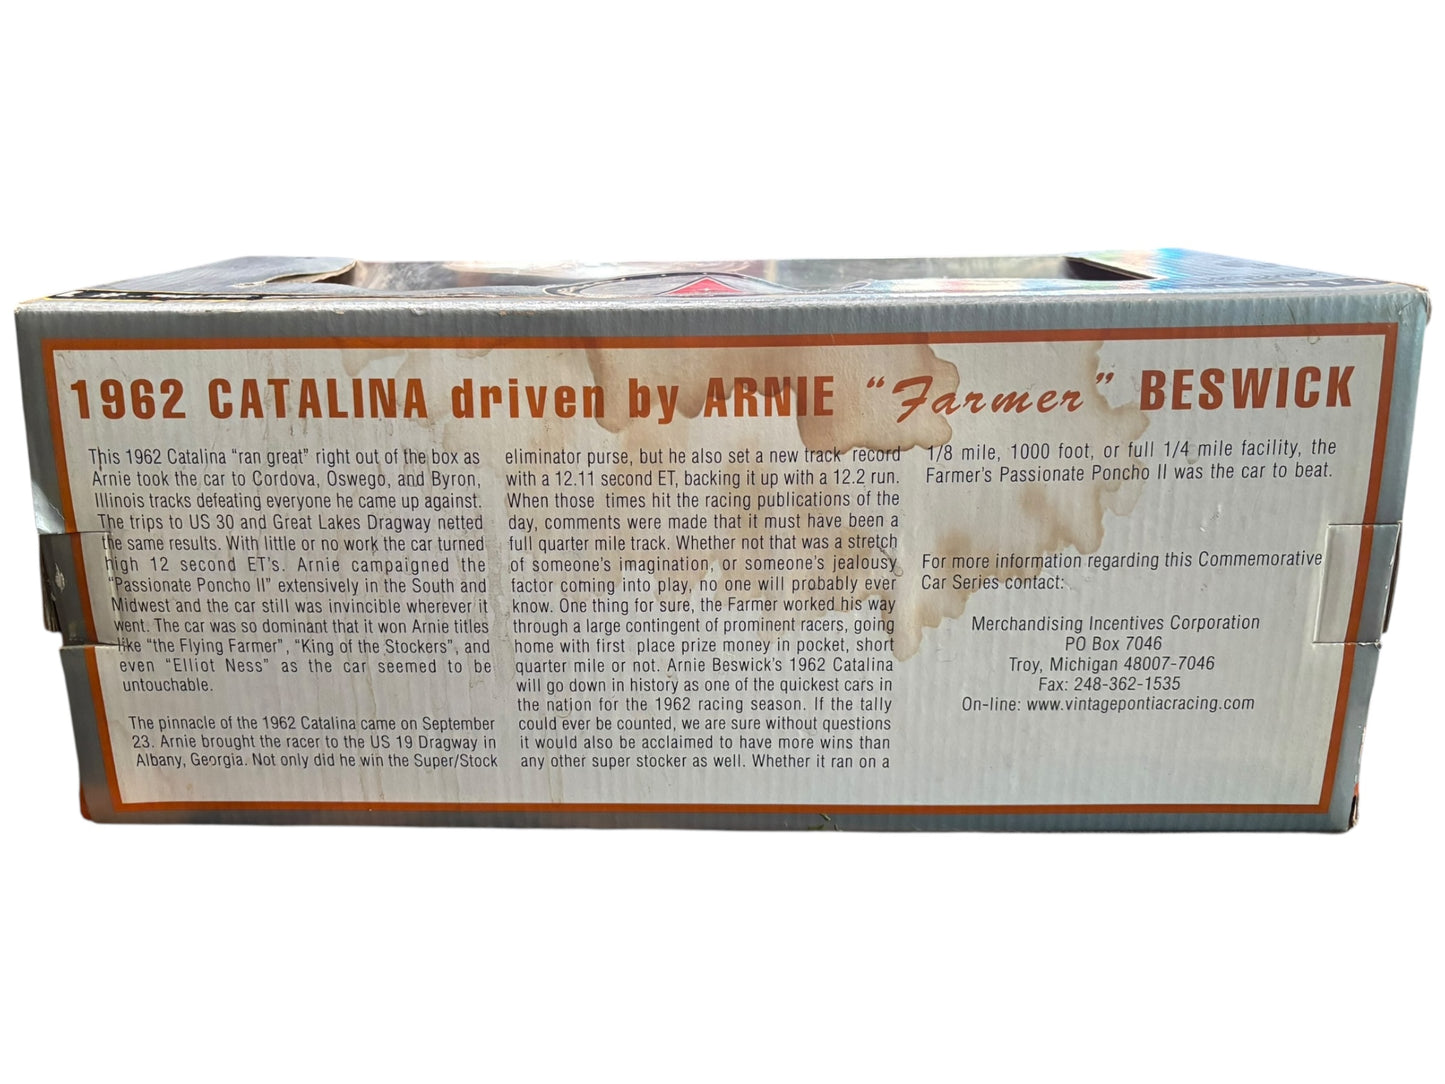 1962 CATALINA driven by ARNIE "Farmer" BESWICK
This 1962 Catalina "ran great" right out of the box as
Arnie took the car to Cordova, Oswego, and Byron,
Illinois tracks defeating everyone he came up against.
The trips to US 30 and Great Lakes Dragway netted
the same results. With little or no work the car turned
high 12 second ET's. Arnie campaigned the
"Passionate Poncho II" extensively in the South and
Midwest and the car still was invincible wherever it
went. The car was so dominant that it won Arnie titles
like "the Flying Farmer", "King of the Stockers", and
even "Elliot Ness" as the car seemed to be
untouchable.
The pinnacle of the 1962 Catalina came on September
23. Arnie brought the racer to the US 19 Dragway in
Albany, Georgia. Not only did he win the Super/Stock
eliminator purse, but he also set a new track record
with a 12.11 second ET, backing it up with a 12.2 run.
When those times hit the racing publications of the
day, comments were made that it must have been a
full quarter mile track. Whether not that was a stretch
of someone's imagination, or someone's jealousy
factor coming into play, no one will probably ever
know. One thing for sure, the Farmer worked his way
through a large contingent of prominent racers, going
home with first place prize money in pocket, short
quarter mile or not. Arnie Beswick's 1962 Catalina
will go down in history as one of the quickest cars in
the nation for the 1962 racing season. If the tally
could ever be counted, we are sure without questions
it would also be acclaimed to have more wins than
any other super stocker as well. Whether it ran on a
1/8 mile, 1000 foot, or full 1/4 mile facility, the
Farmer's Passionate Poncho II was the car to beat.
For more information regarding this Commemorative
Car Series contact:
Merchandising Incentives Corporation
PO Box 7046
Troy, Michigan 48007-7046
Fax: 248-362-1535
On-line: www.vintagepontiacracing.com